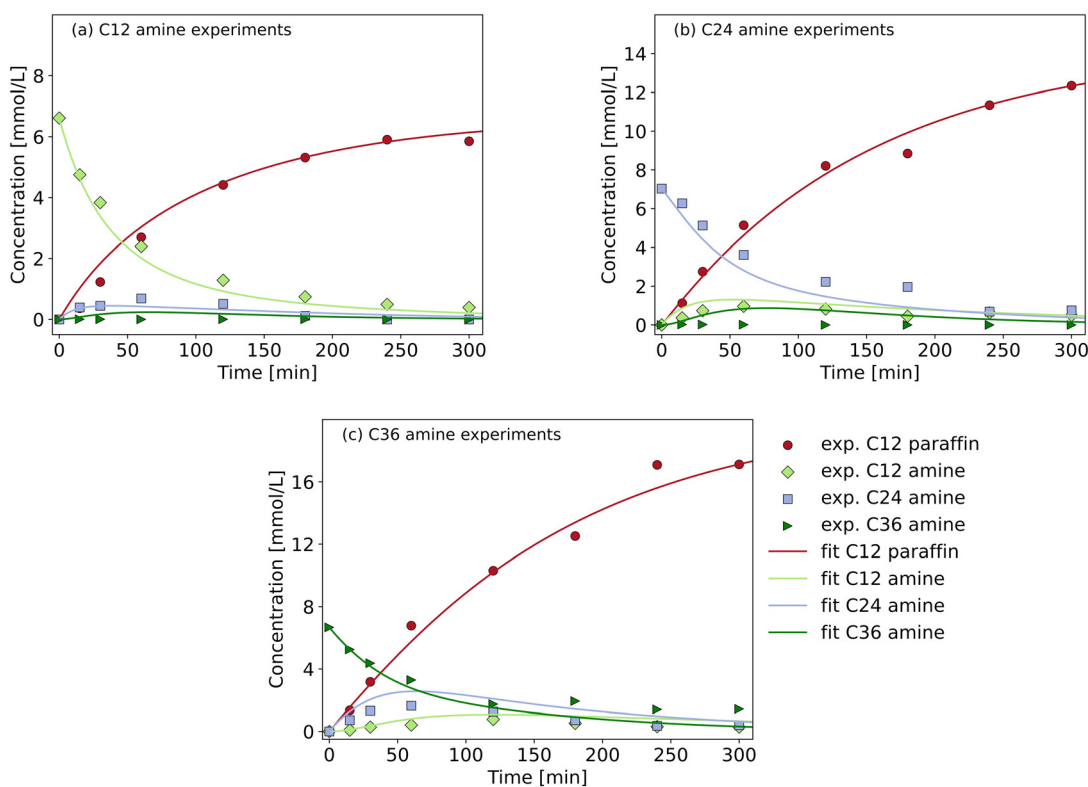 (a) C12 amine experiments
Concentration [mmol/L]
8
6
4
2
0
0 50 100 150 200 250 300
Time [min]
(b) C24 amine experiments
Concentration [mmol/L]
14
12
10
8
6
4
2
0
0 50 100 150 200 250 300
Time [min]
(c) C36 amine experiments
Concentration [mmol/L]
16
12
8
4
0
0 50 100 150 200 250 300
Time [min]
exp. C12 paraffin
exp. C12 amine
exp. C24 amine
exp. C36 amine
fit C12 paraffin
fit C12 amine
fit C24 amine
fit C36 amine